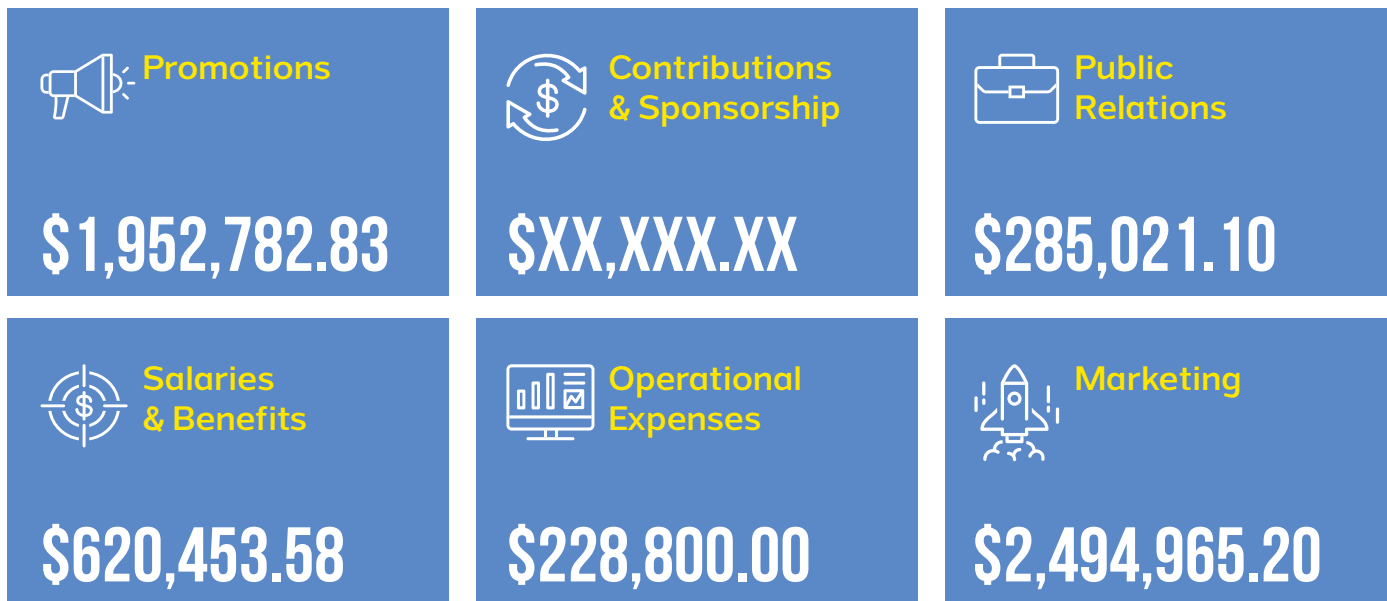 Promotions
$1,952,782.83
Contributions
& Sponsorship
$XX,XXX.XX
Public
Relations
$285,021.10
Salaries
& Benefits
$620,453.58
Operational
Expenses
$228,800.00
Marketing
$2,494,965.20